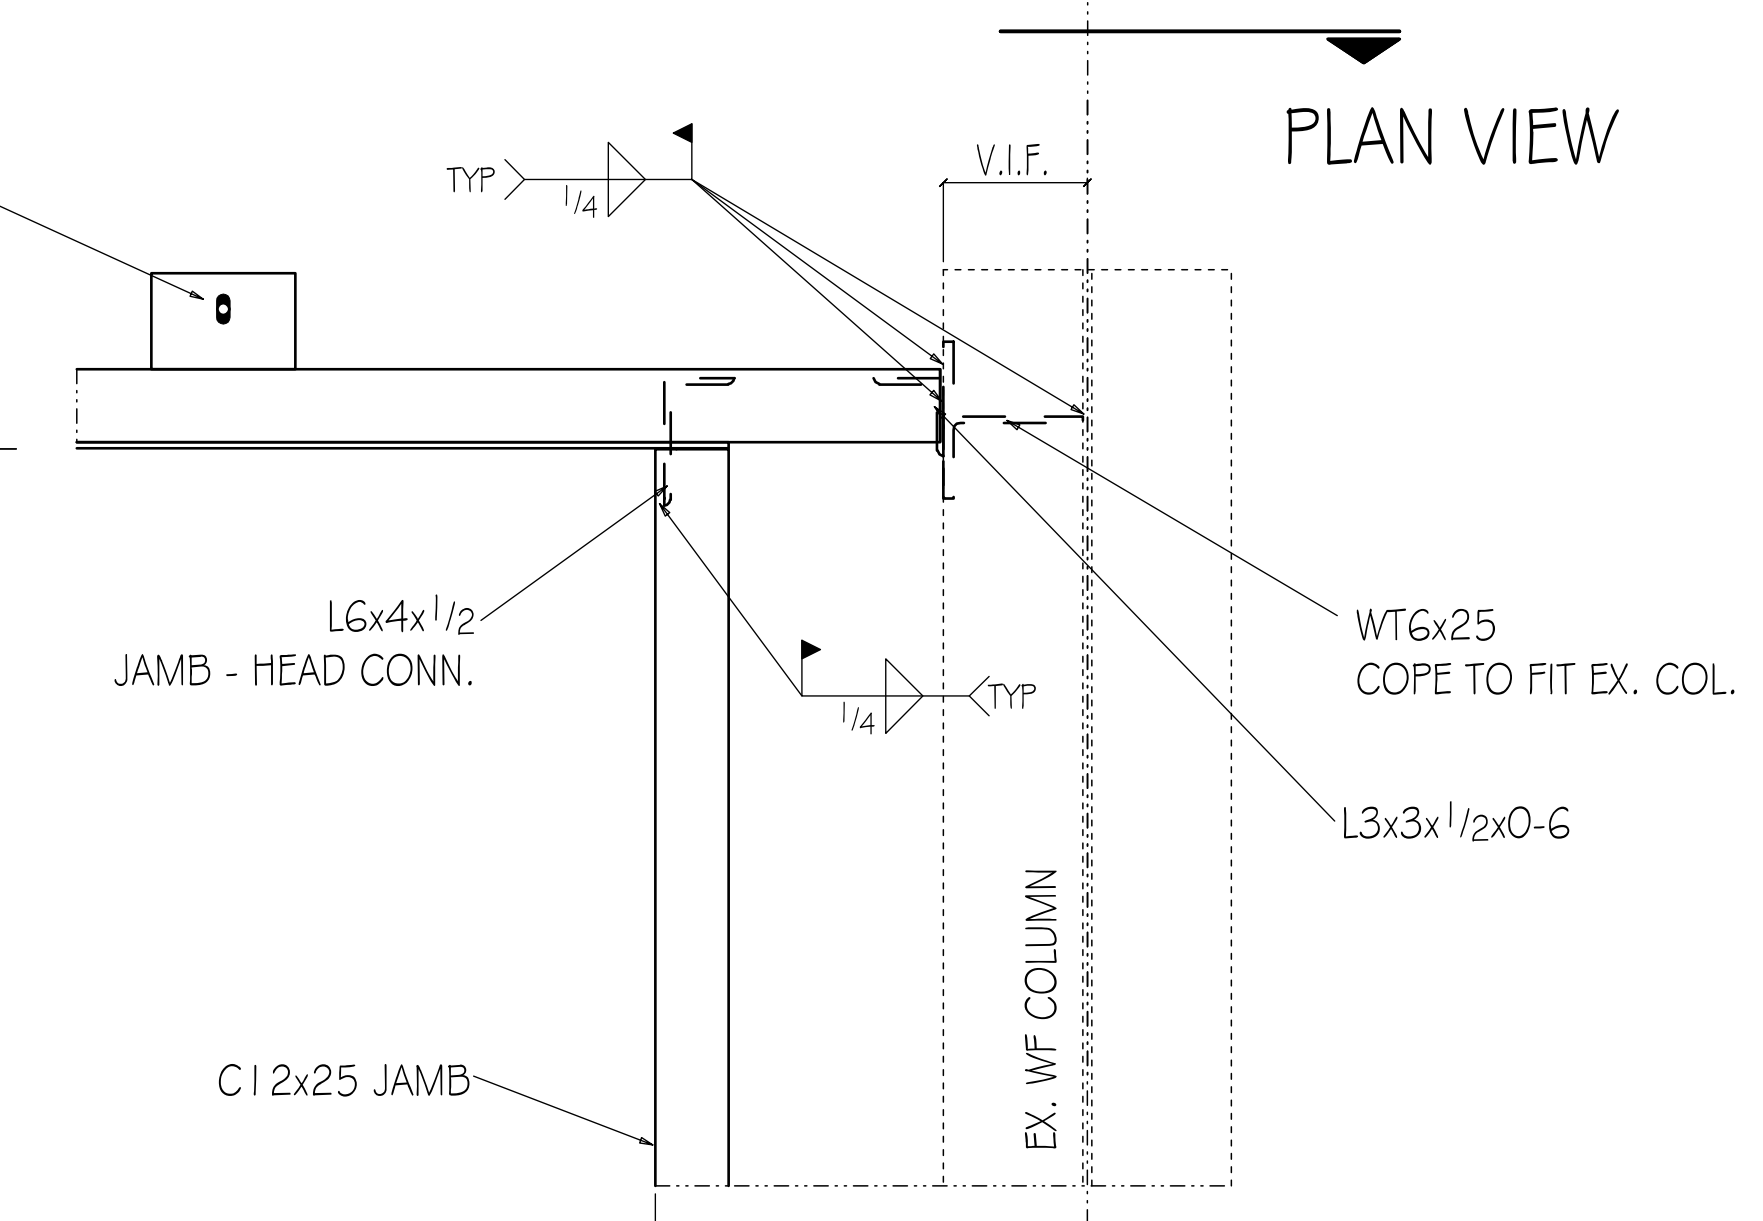 PLAN VIEW
V.I.F.
TYP
1/4
L6x4x1/2
JAMB - HEAD CONN.
WT6x25
COPE TO FIT EX. COL.
1/4
TYP
L3x3x1/2x0-6
EX. WF COLUMN
C12x25 JAMB